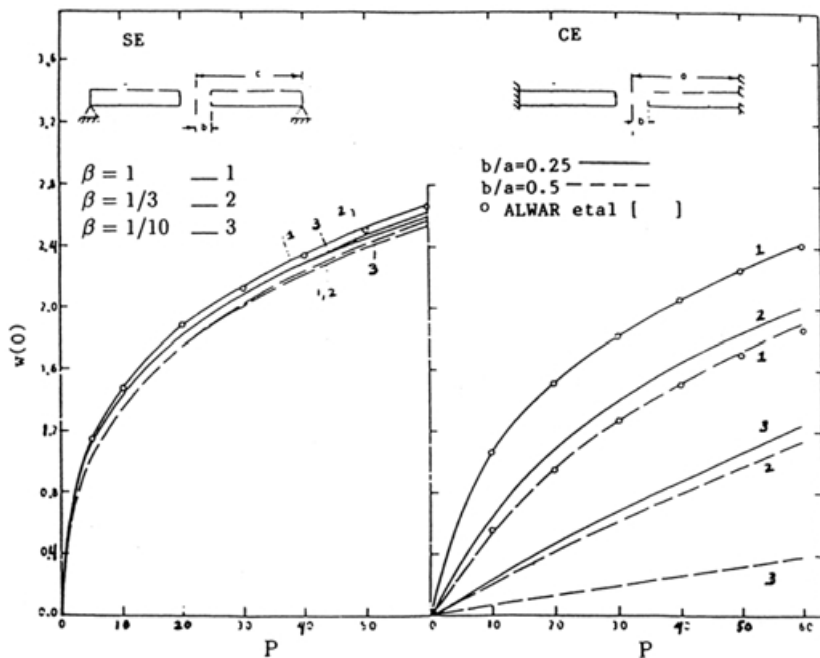 SE
CE
3,6
3,2
2.8
2,4
2,0
1,6
1,2
0,8
04
0.0
w(0)
c
b
a
b
β = 1 — 1
β = 1/3 — 2
β = 1/10 — 3
b/a=0.25
b/a=0.5
o ALWAR etal [ ]
1
3
2
3
1,2
1
2
1
3
2
3
0 10 20 30 40 50
0 10 20 30 40 50 60
P
P